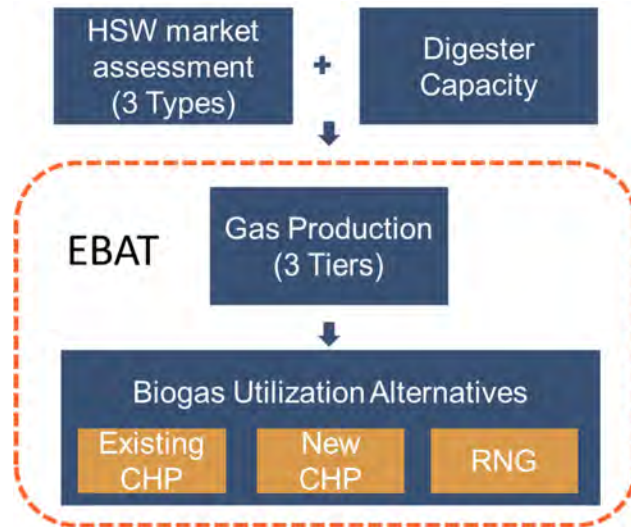 HSW market
assessment
(3 Types)
+
Digester
Capacity
EBAT
Gas Production
(3 Tiers)
Biogas Utilization Alternatives
Existing
CHP
New
CHP
RNG